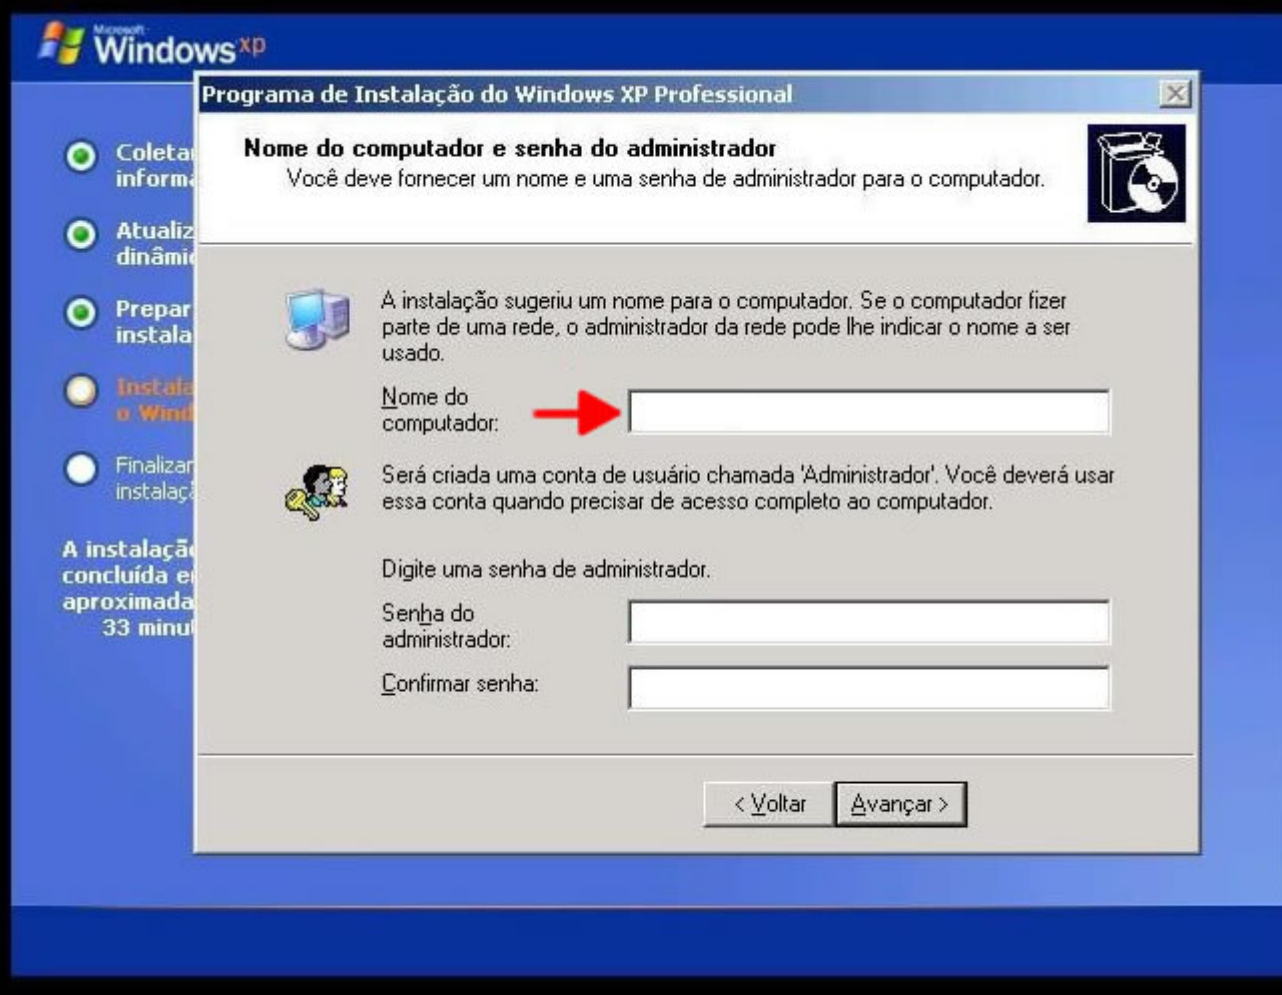 Microsoft
Windows xp
Programa de Instalação do Windows XP Professional
Nome do computador e senha do administrador
Você deve fornecer um nome e uma senha de administrador para o computador.
Coleta
informa
Atualiz
dinâmic
Prepar
instala
Instala
o Wind
Finalizar
instalaç
A instalaçã
concluída e
aproximada
33 minut
A instalação sugeriu um nome para o computador. Se o computador fizer
parte de uma rede, o administrador da rede pode lhe indicar o nome a ser
usado.
Nome do
computador:
Será criada uma conta de usuário chamada 'Administrador'. Você deverá usar
essa conta quando precisar de acesso completo ao computador.
Digite uma senha de administrador.
Senha do
administrador:
Confirmar senha:
< Voltar
Avançar >